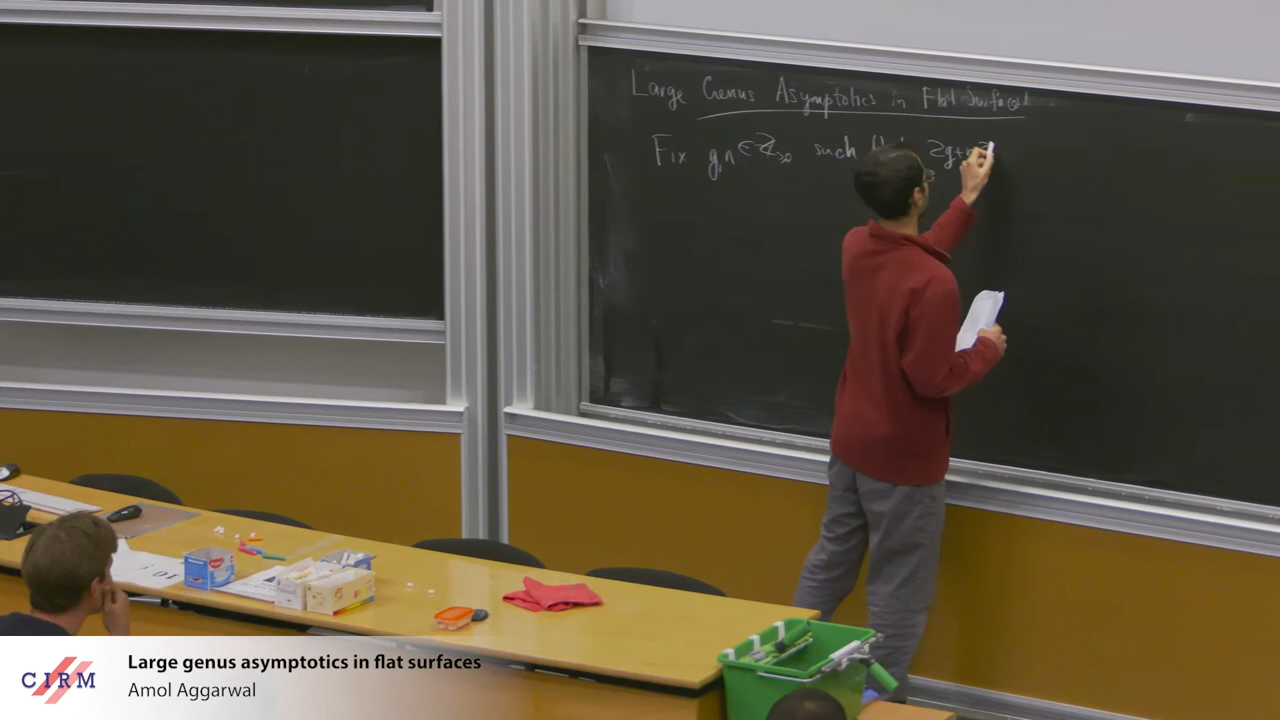 Large Genus Asymptotics in Flat Surfaces
Fix g,n ∈ ℤ≥0 such 2g+
CIRM
Large genus asymptotics in flat surfaces
Amol Aggarwal